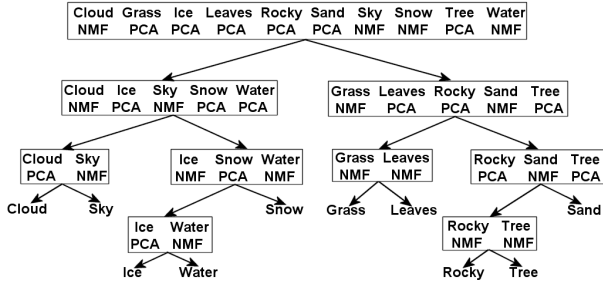 Cloud Grass Ice Leaves Rocky Sand Sky Snow Tree Water
NMF PCA PCA PCA PCA PCA NMF NMF PCA NMF
Cloud Ice Sky Snow Water
NMF PCA NMF PCA PCA
Grass Leaves Rocky Sand Tree
NMF PCA PCA NMF PCA
Cloud Sky
PCA NMF
Ice Snow Water
NMF PCA NMF
Grass Leaves
NMF NMF
Rocky Sand Tree
PCA NMF PCA
Cloud Sky
Snow
Grass Leaves
Sand
Ice Water
PCA NMF
Rocky Tree
NMF NMF
Ice Water
Rocky Tree